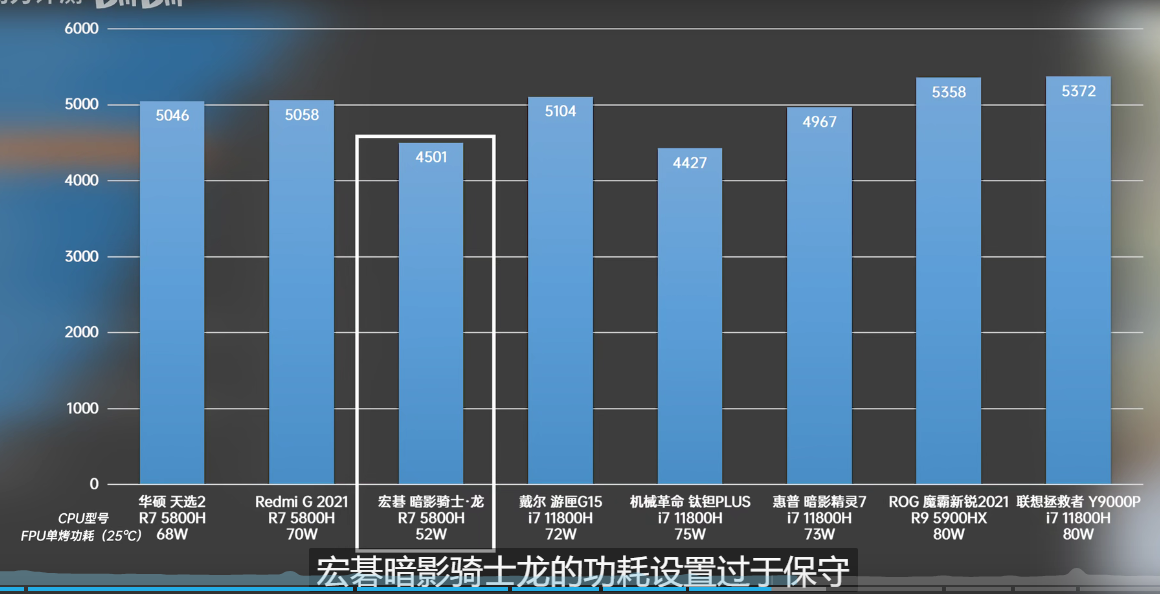 6000
5000
4000
3000
2000
1000
0
5046
5058
4501
5104
4427
4967
5358
5372
华硕 天选2
R7 5800H
68W
Redmi G 2021
R7 5800H
70W
宏碁 暗影骑士·龙
R7 5800H
52W
戴尔 游匣G15
i7 11800H
72W
机械革命 钛钽PLUS
i7 11800H
75W
惠普 暗影精灵7
i7 11800H
73W
ROG 魔霸新锐2021
R9 5900HX
80W
联想拯救者 Y9000P
i7 11800H
80W
CPU型号
FPU单烤功耗（25℃）
宏碁暗影骑士龙的功耗设置过于保守